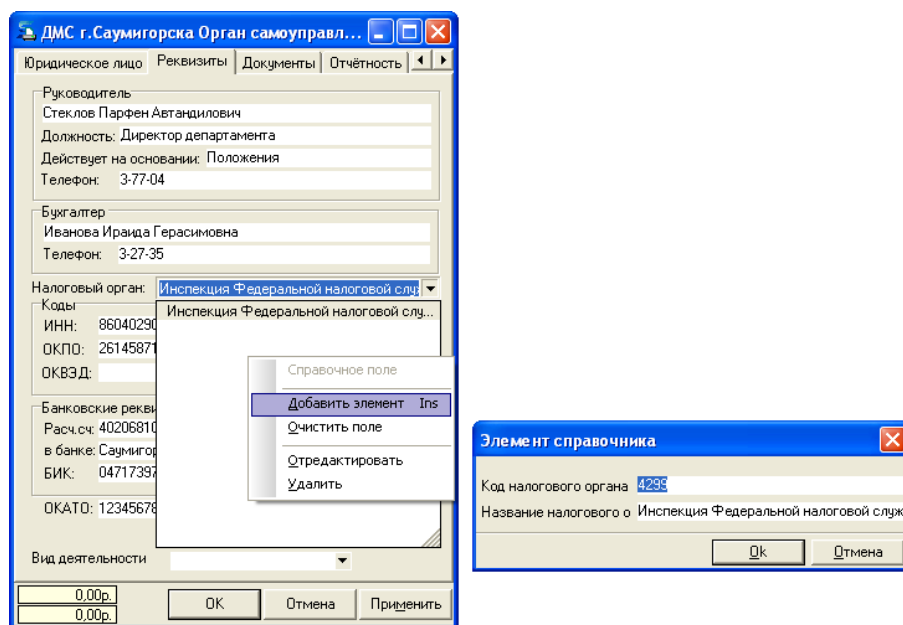 ДМС г.Саумигорска Орган самоуправл...
Юридическое лицо Реквизиты Документы Отчётность
Руководитель
Стеклов Парфен Автандилович
Должность: Директор департамента
Действует на основании: Положения
Телефон: 3-77-04
Бухгалтер
Иванова Ираида Герасимовна
Телефон: 3-27-35
Налоговый орган: Инспекция Федеральной налоговой слу
Коды
Инспекция Федеральной налоговой слу...
ИНН: 86040290
ОКПО: 26145871
ОКВЭД:
Справочное поле
Добавить элемент Ins
Очистить поле
Отредактировать
Удалить
Банковские рекви
Расч.сч: 40206810
в банке: Саумигор
БИК: 04717397
ОКАТО: 12345678
Вид деятельности
0,00р.
0,00р.
ОК Отмена Применить
Элемент справочника
Код налогового органа 4299
Название налогового о Инспекция Федеральной налоговой служ
Ok Отмена